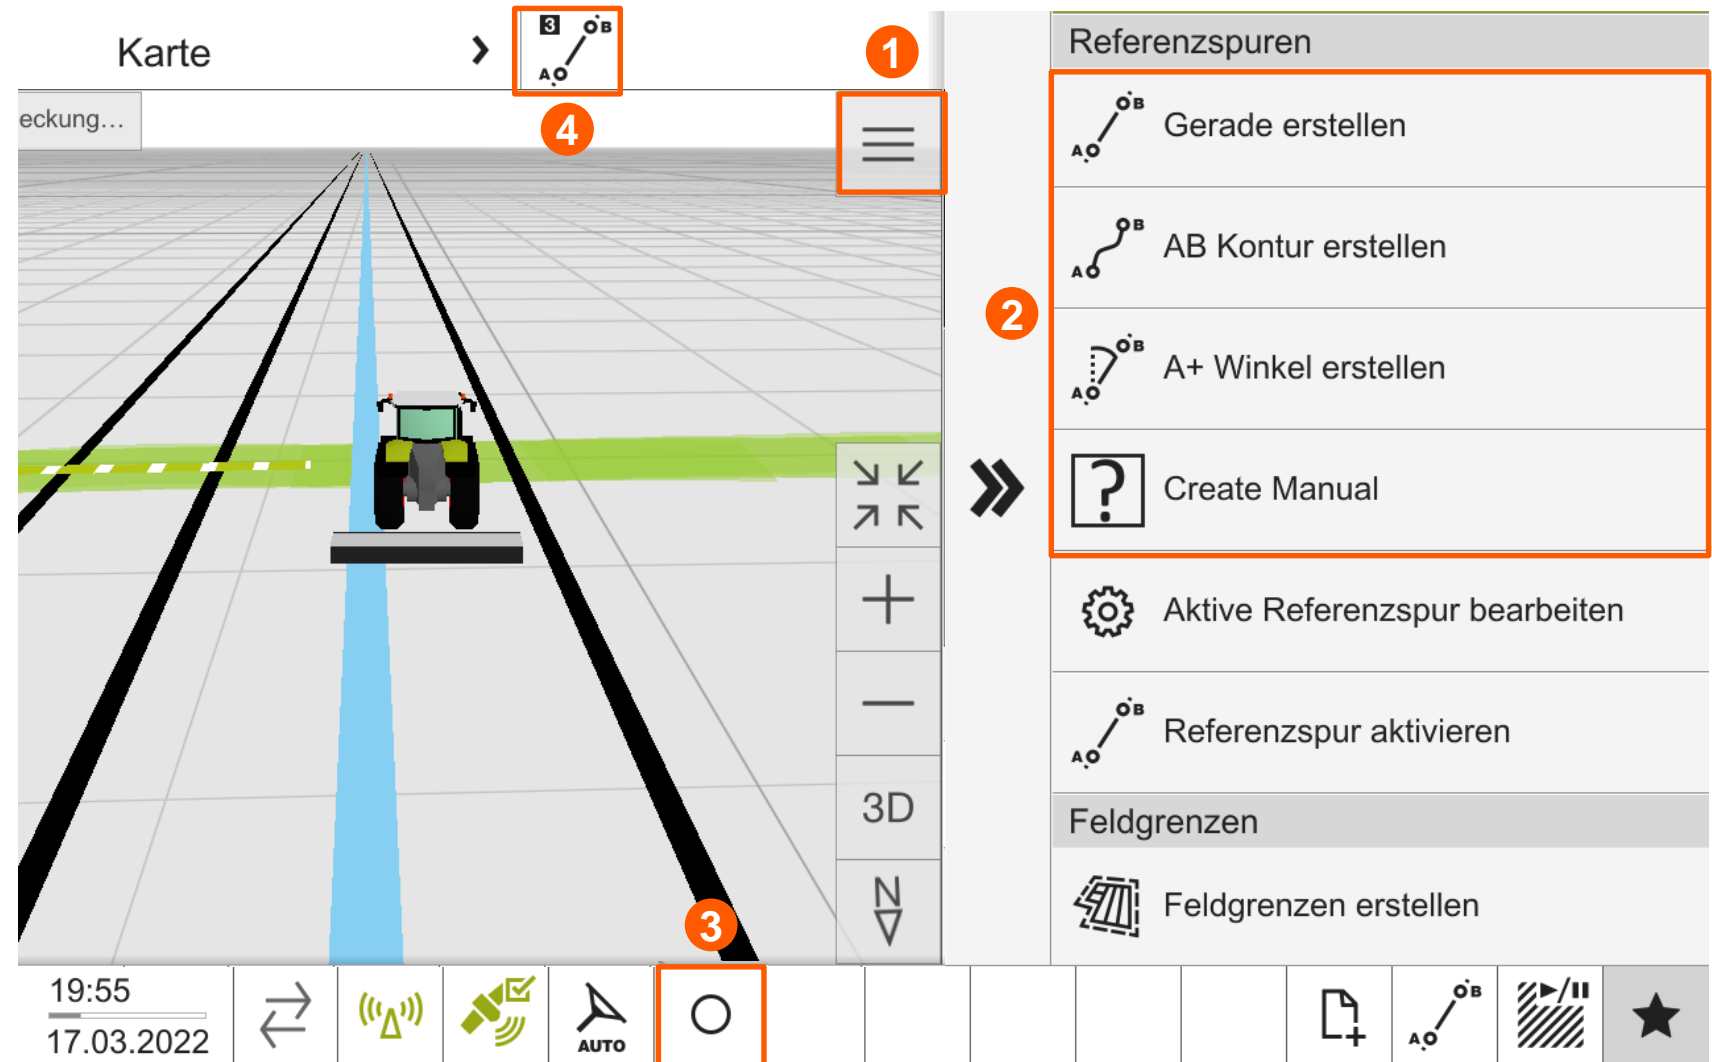 Karte
3
B
A
1
4
eckung...
3D
N
3
2
Referenzspuren
B
A
Gerade erstellen
B
A
AB Kontur erstellen
B
A
A+ Winkel erstellen
?
Create Manual
Aktive Referenzspur bearbeiten
B
A
Referenzspur aktivieren
Feldgrenzen
Feldgrenzen erstellen
19:55
17.03.2022
AUTO
B
A